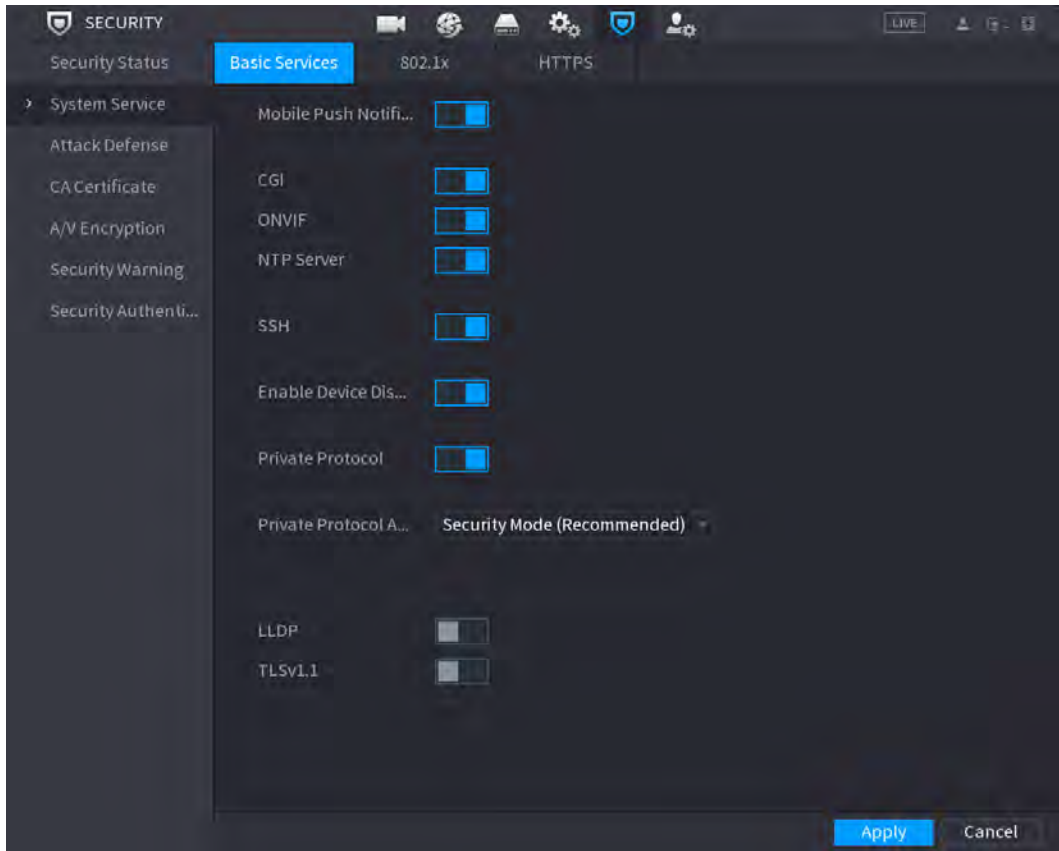 SECURITY
LIVE
Security Status
Basic Services
802.1x
HTTPS
System Service
Mobile Push Notifi...
Attack Defense
CA Certificate
CGI
A/V Encryption
ONVIF
Security Warning
NTP Server
Security Authenti...
SSH
Enable Device Dis...
Private Protocol
Private Protocol A... Security Mode (Recommended)
LLDP
TLSv1.1
Apply
Cancel